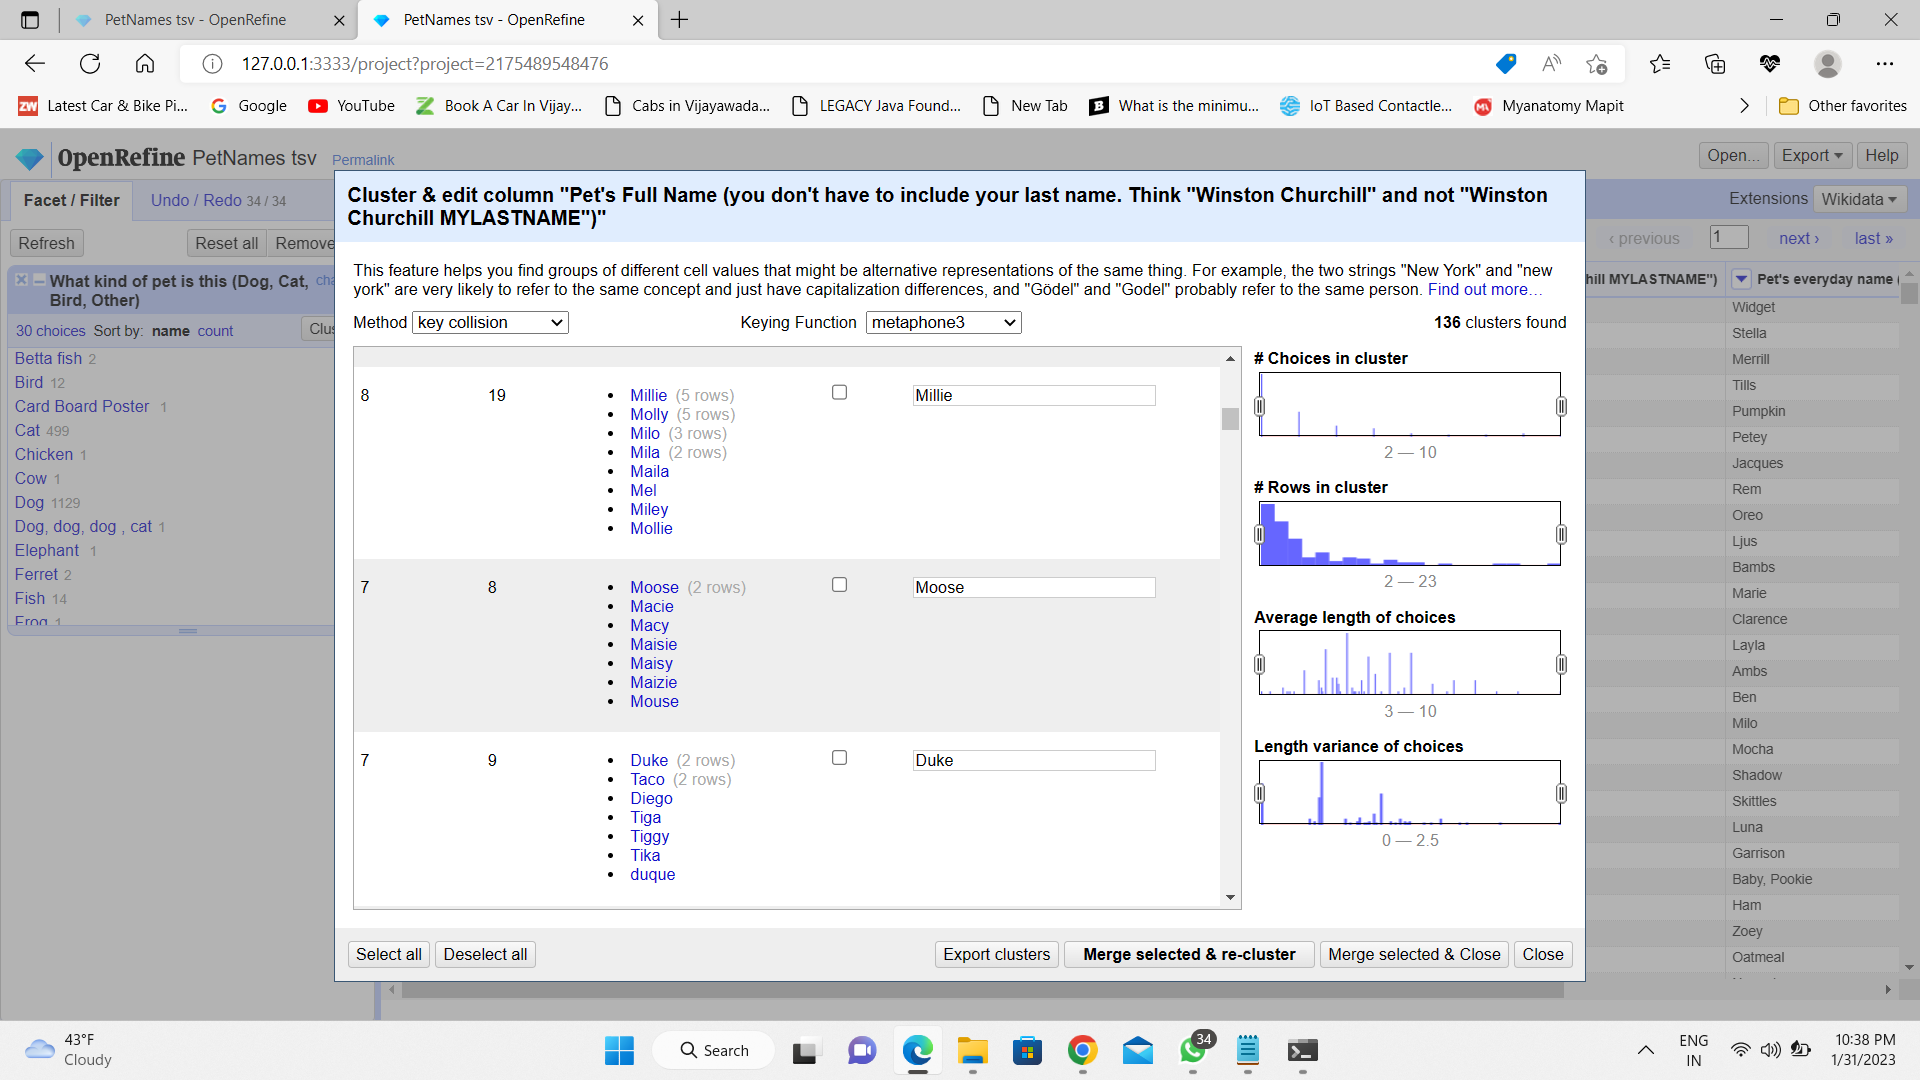 PetNames tsv - OpenRefine
PetNames tsv - OpenRefine
127.0.0.1:3333/project?project=2175489548476
Latest Car & Bike Pi...
Google
YouTube
Book A Car In Vijay...
Cabs in Vijayawada...
LEGACY Java Found...
New Tab
What is the minimu...
IoT Based Contactle...
Myanatomy Mapit
Other favorites
OpenRefine PetNames tsv Permalink
Open... Export Help
Facet / Filter Undo / Redo 34 / 34
Extensions Wikidata
Refresh Reset all Remove
‹ previous 1 next › last »
What kind of pet is this (Dog, Cat, Bird, Other)
30 choices Sort by: name count
Betta fish 2
Bird 12
Card Board Poster 1
Cat 499
Chicken 1
Cow 1
Dog 1129
Dog, dog, dog , cat 1
Elephant 1
Ferret 2
Fish 14
Frog 1
Cluster & edit column "Pet's Full Name (you don't have to include your last name. Think "Winston Churchill" and not "Winston
Churchill MYLASTNAME")"
This feature helps you find groups of different cell values that might be alternative representations of the same thing. For example, the two strings "New York" and "new
york" are very likely to refer to the same concept and just have capitalization differences, and "Gödel" and "Godel" probably refer to the same person. Find out more…
Method key collision Keying Function metaphone3 136 clusters found
8 19 Millie (5 rows) Millie
Molly (5 rows)
Milo (3 rows)
Mila (2 rows)
Maila
Mel
Miley
Mollie
7 8 Moose (2 rows) Moose
Macie
Macy
Maisie
Maisy
Maizie
Mouse
7 9 Duke (2 rows) Duke
Taco (2 rows)
Diego
Tiga
Tiggy
Tika
duque
# Choices in cluster
2 — 10
# Rows in cluster
2 — 23
Average length of choices
3 — 10
Length variance of choices
0 — 2.5
Select all Deselect all Export clusters Merge selected & re-cluster Merge selected & Close Close
hill MYLASTNAME") Pet's everyday name
Widget
Stella
Merrill
Tills
Pumpkin
Petey
Jacques
Rem
Oreo
Ljus
Bambs
Marie
Clarence
Layla
Ambs
Ben
Milo
Mocha
Shadow
Skittles
Luna
Garrison
Baby, Pookie
Ham
Zoey
Oatmeal
43°F
Cloudy
Search
34
ENG
IN
10:38 PM
1/31/2023